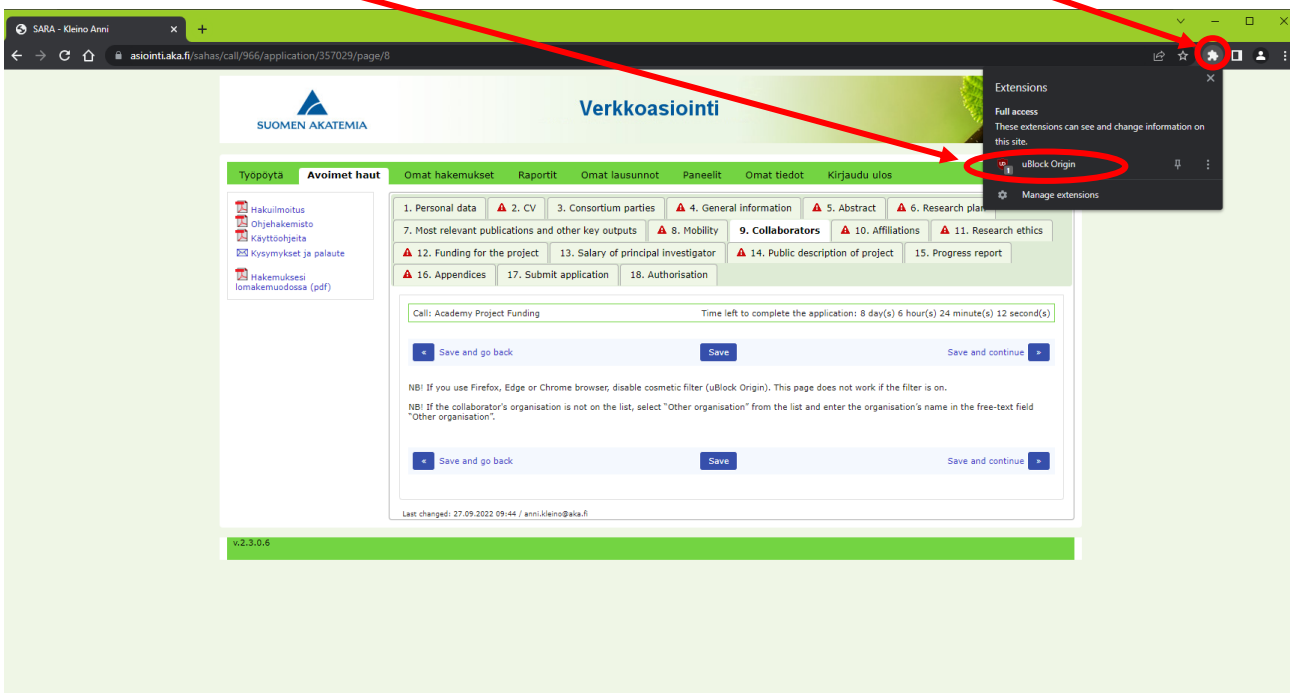 SARA - Kleino Anni
asiointi.aka.fi/sahas/call/966/application/357029/page/8
SUOMEN AKATEMIA
Verkkoasiointi
Extensions
Full access
These extensions can see and change information on
this site.
uBlock Origin
1
Manage extensions
Työpöytä Avoimet haut Omat hakemukset Raportit Omat lausunnot Paneelit Omat tiedot Kirjaudu ulos
Hakuilmoitus
Ohjehakemisto
Käyttöohjeita
Kysymykset ja palaute
Hakemuksesi
lomakemuodossa (pdf)
1. Personal data 2. CV 3. Consortium parties 4. General information 5. Abstract 6. Research plan
7. Most relevant publications and other key outputs 8. Mobility 9. Collaborators 10. Affiliations 11. Research ethics
12. Funding for the project 13. Salary of principal investigator 14. Public description of project 15. Progress report
16. Appendices 17. Submit application 18. Authorisation
Call: Academy Project Funding Time left to complete the application: 8 day(s) 6 hour(s) 24 minute(s) 12 second(s)
« Save and go back Save Save and continue »
NB! If you use Firefox, Edge or Chrome browser, disable cosmetic filter (uBlock Origin). This page does not work if the filter is on.
NB! If the collaborator's organisation is not on the list, select "Other organisation" from the list and enter the organisation's name in the free-text field
"Other organisation".
« Save and go back Save Save and continue »
Last changed: 27.09.2022 09:44 / anni.kleino@aka.fi
v.2.3.0.6